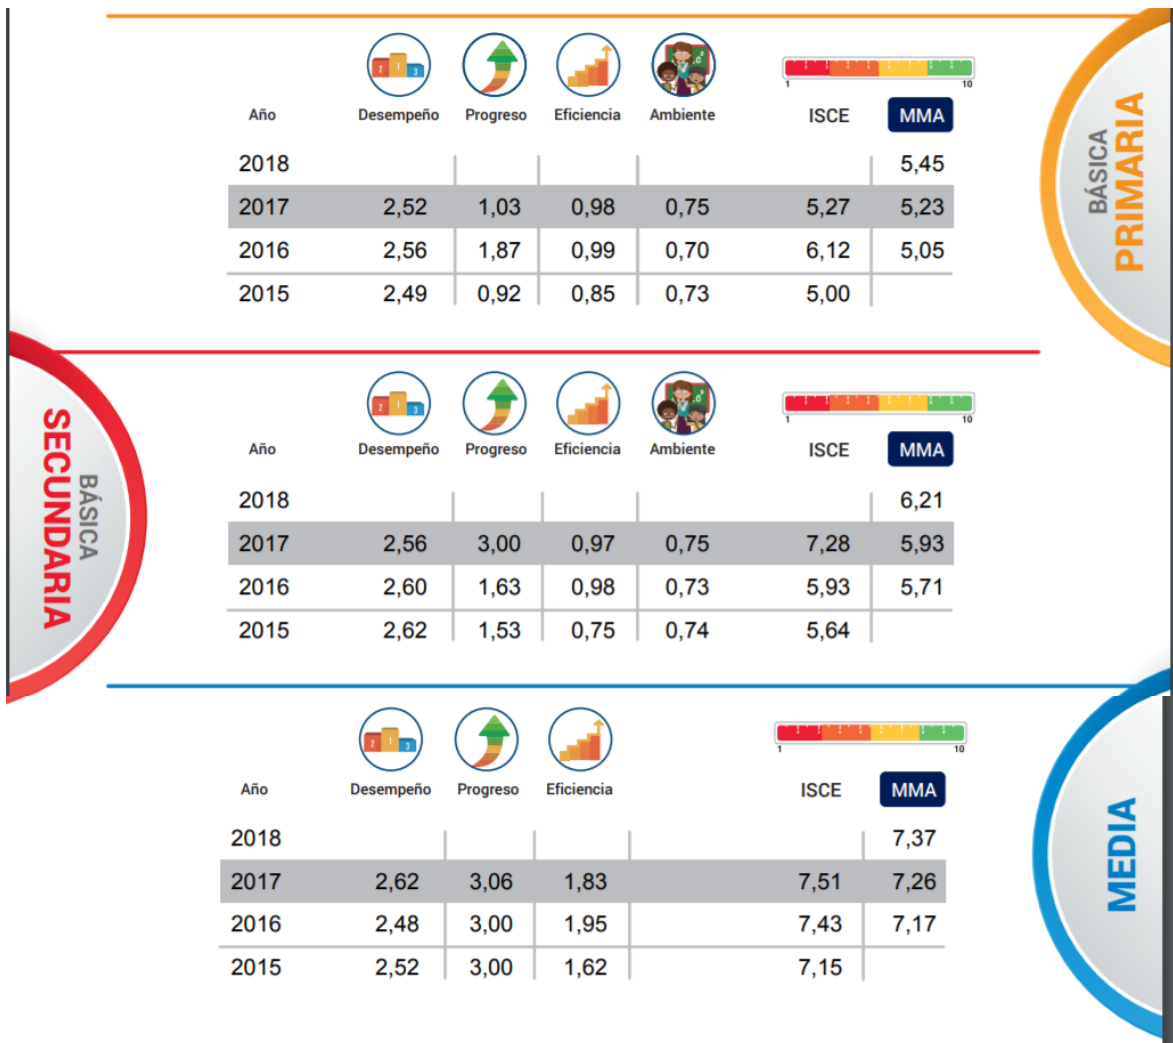 1 10
Año Desempeño Progreso Eficiencia Ambiente ISCE MMA
2018 5,45
2017 2,52 1,03 0,98 0,75 5,27 5,23
2016 2,56 1,87 0,99 0,70 6,12 5,05
2015 2,49 0,92 0,85 0,73 5,00
BÁSICA
PRIMARIA
1 10
Año Desempeño Progreso Eficiencia Ambiente ISCE MMA
2018 6,21
2017 2,56 3,00 0,97 0,75 7,28 5,93
2016 2,60 1,63 0,98 0,73 5,93 5,71
2015 2,62 1,53 0,75 0,74 5,64
BÁSICA
SECUNDARIA
1 10
Año Desempeño Progreso Eficiencia ISCE MMA
2018 7,37
2017 2,62 3,06 1,83 7,51 7,26
2016 2,48 3,00 1,95 7,43 7,17
2015 2,52 3,00 1,62 7,15
MEDIA